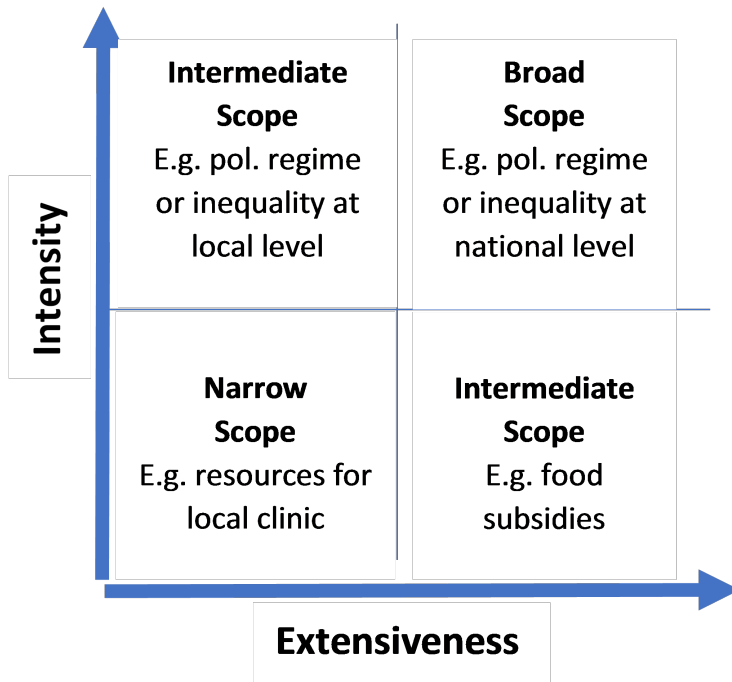 Intermediate
Scope
E.g. pol. regime
or inequality at
local level
Broad
Scope
E.g. pol. regime
or inequality at
national level
Intensity
Narrow
Scope
E.g. resources for
local clinic
Intermediate
Scope
E.g. food
subsidies
Extensiveness